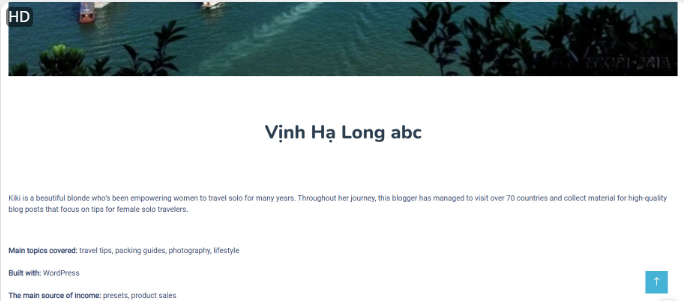 HD
Vịnh Hạ Long abc
Kiki is a beautiful blonde who's been empowering women to travel solo for many years. Throughout her journey, this blogger has managed to visit over 70 countries and collect material for high-quality
blog posts that focus on tips for female solo travelers.
Main topics covered: travel tips, packing guides, photography, lifestyle
Built with: WordPress
The main source of income: presets, product sales